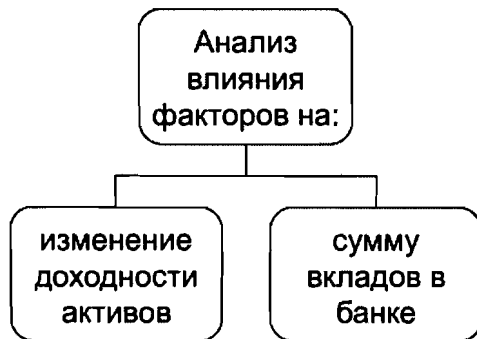 Анализ
влияния
факторов на:
изменение
доходности
активов
сумму
вкладов в
банке